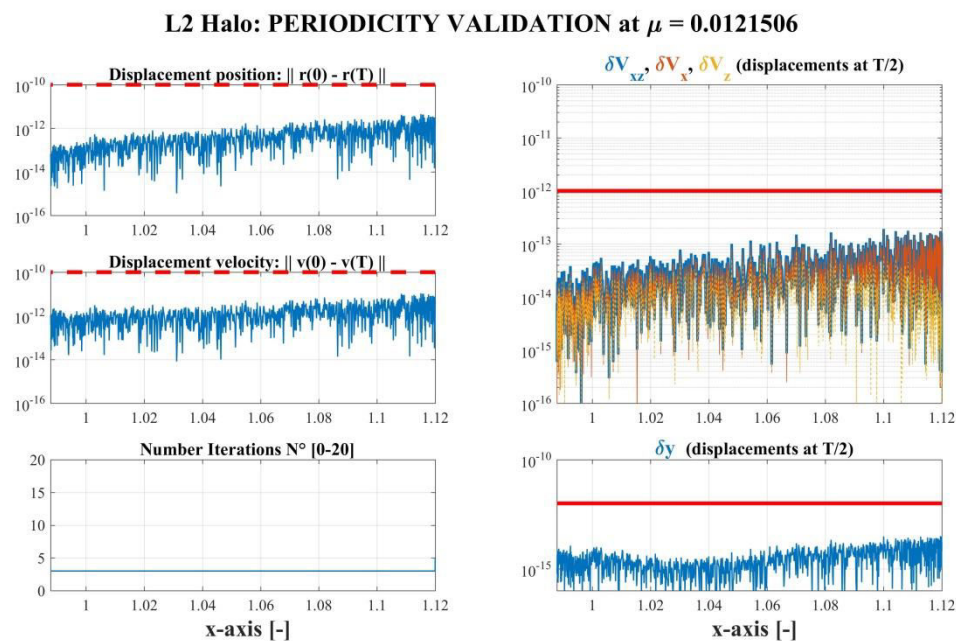 L2 Halo: PERIODICITY VALIDATION at μ = 0.0121506
Displacement position: || r(0) - r(T) ||
10^-10
10^-12
10^-14
10^-16
1 1.02 1.04 1.06 1.08 1.1 1.12
Displacement velocity: || v(0) - v(T) ||
10^-10
10^-12
10^-14
10^-16
1 1.02 1.04 1.06 1.08 1.1 1.12
Number Iterations N° [0-20]
20
15
10
5
0
1 1.02 1.04 1.06 1.08 1.1 1.12
x-axis [-]
δV_xz, δV_x, δV_z (displacements at T/2)
10^-10
10^-11
10^-12
10^-13
10^-14
10^-15
10^-16
1 1.02 1.04 1.06 1.08 1.1 1.12
δy (displacements at T/2)
10^-10
10^-15
1 1.02 1.04 1.06 1.08 1.1 1.12
x-axis [-]